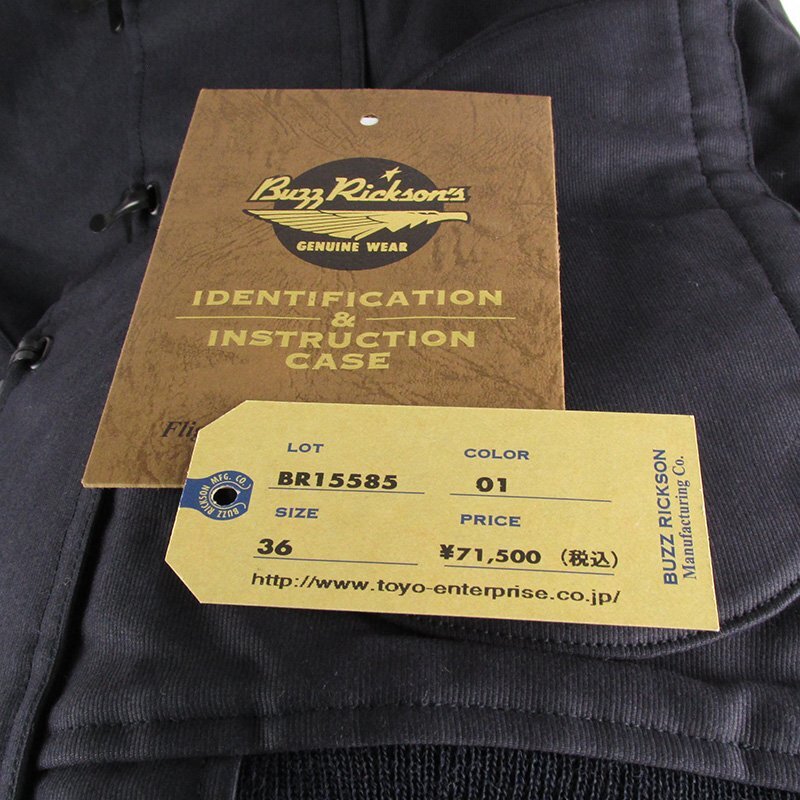 Buzz Rickson's
GENUINE WEAR
IDENTIFICATION
&
INSTRUCTION
CASE
LOT
BR15585
COLOR
01
SIZE
36
PRICE
¥71,500 (税込)
http://www.toyo-enterprise.co.jp/
BUZZ RICKSON MFG. CO.
BUZZ RICKSON
Manufacturing Co.